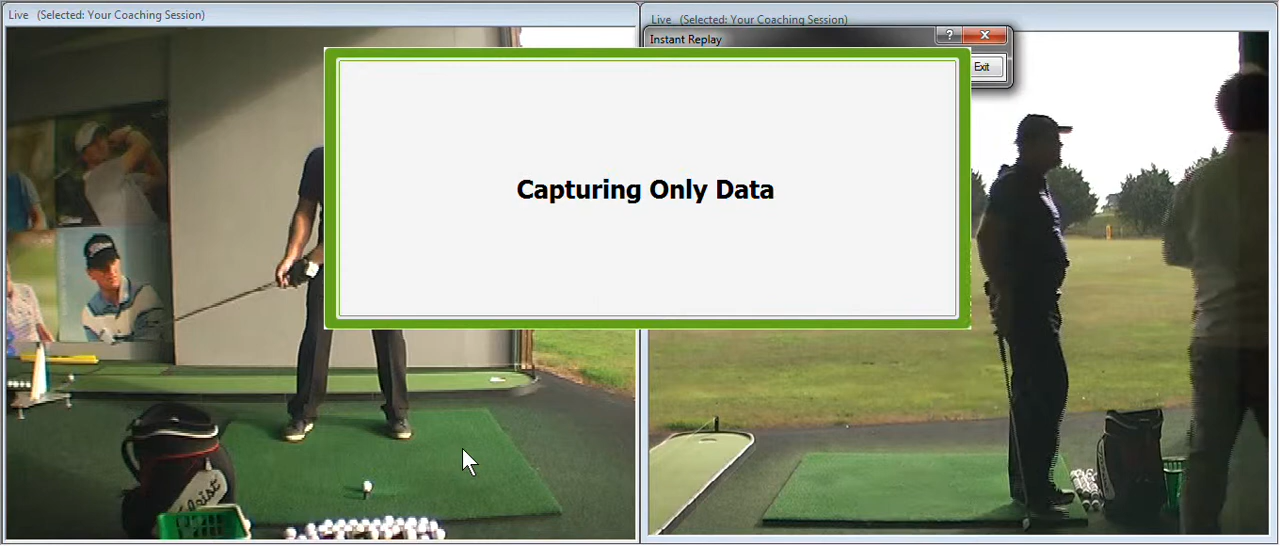 Live (Selected: Your Coaching Session)
Live (Selected: Your Coaching Session)
Instant Replay
?
Exit
Capturing Only Data